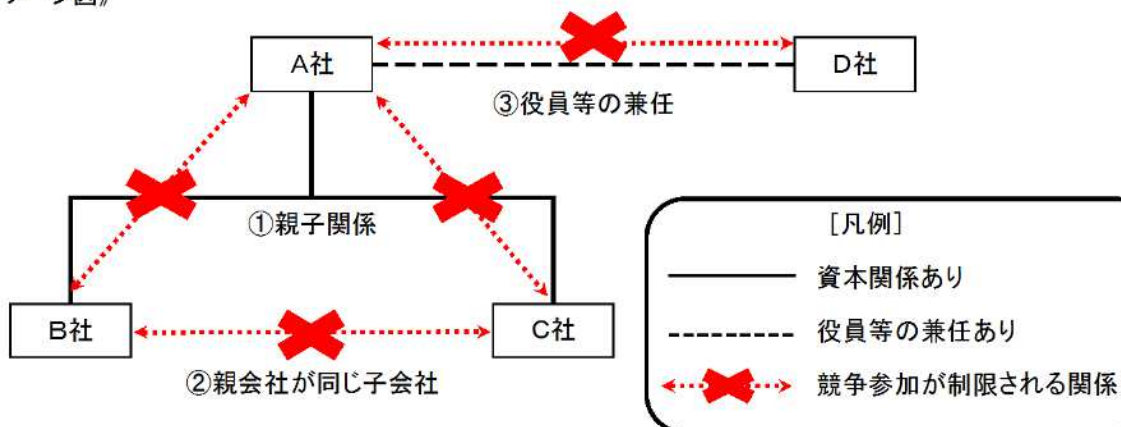 A社
D社
③役員等の兼任
①親子関係
[凡例]
資本関係あり
B社
C社
役員等の兼任あり
②親会社が同じ子会社
競争参加が制限される関係